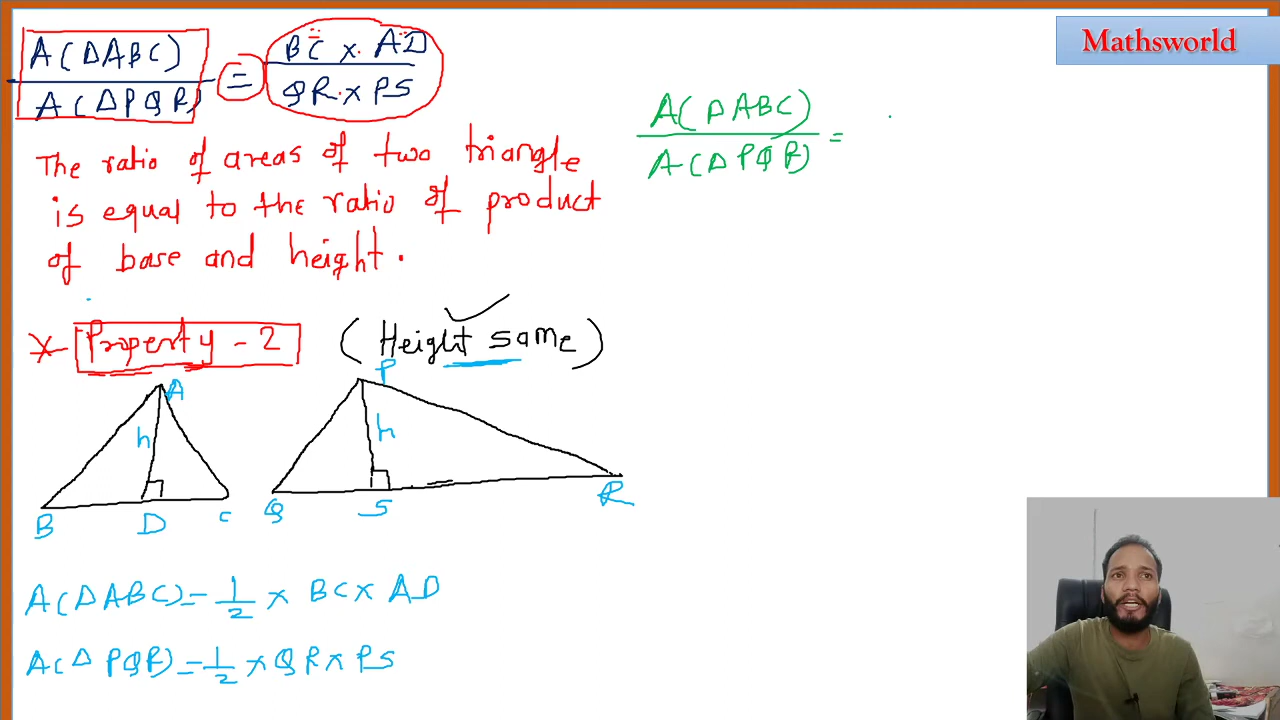 A(ΔABC) / A(ΔPQR) = BC × AD / QR × PS
The ratio of areas of two triangle
is equal to the ratio of product
of base and height.
* Property - 2 (Height same)
A
h
B D C
P
h
Q S R
A(ΔABC) = 1/2 × BC × AD
A(ΔPQR) = 1/2 × QR × PS
Mathsworld
A(ΔABC) / A(ΔPQR) =